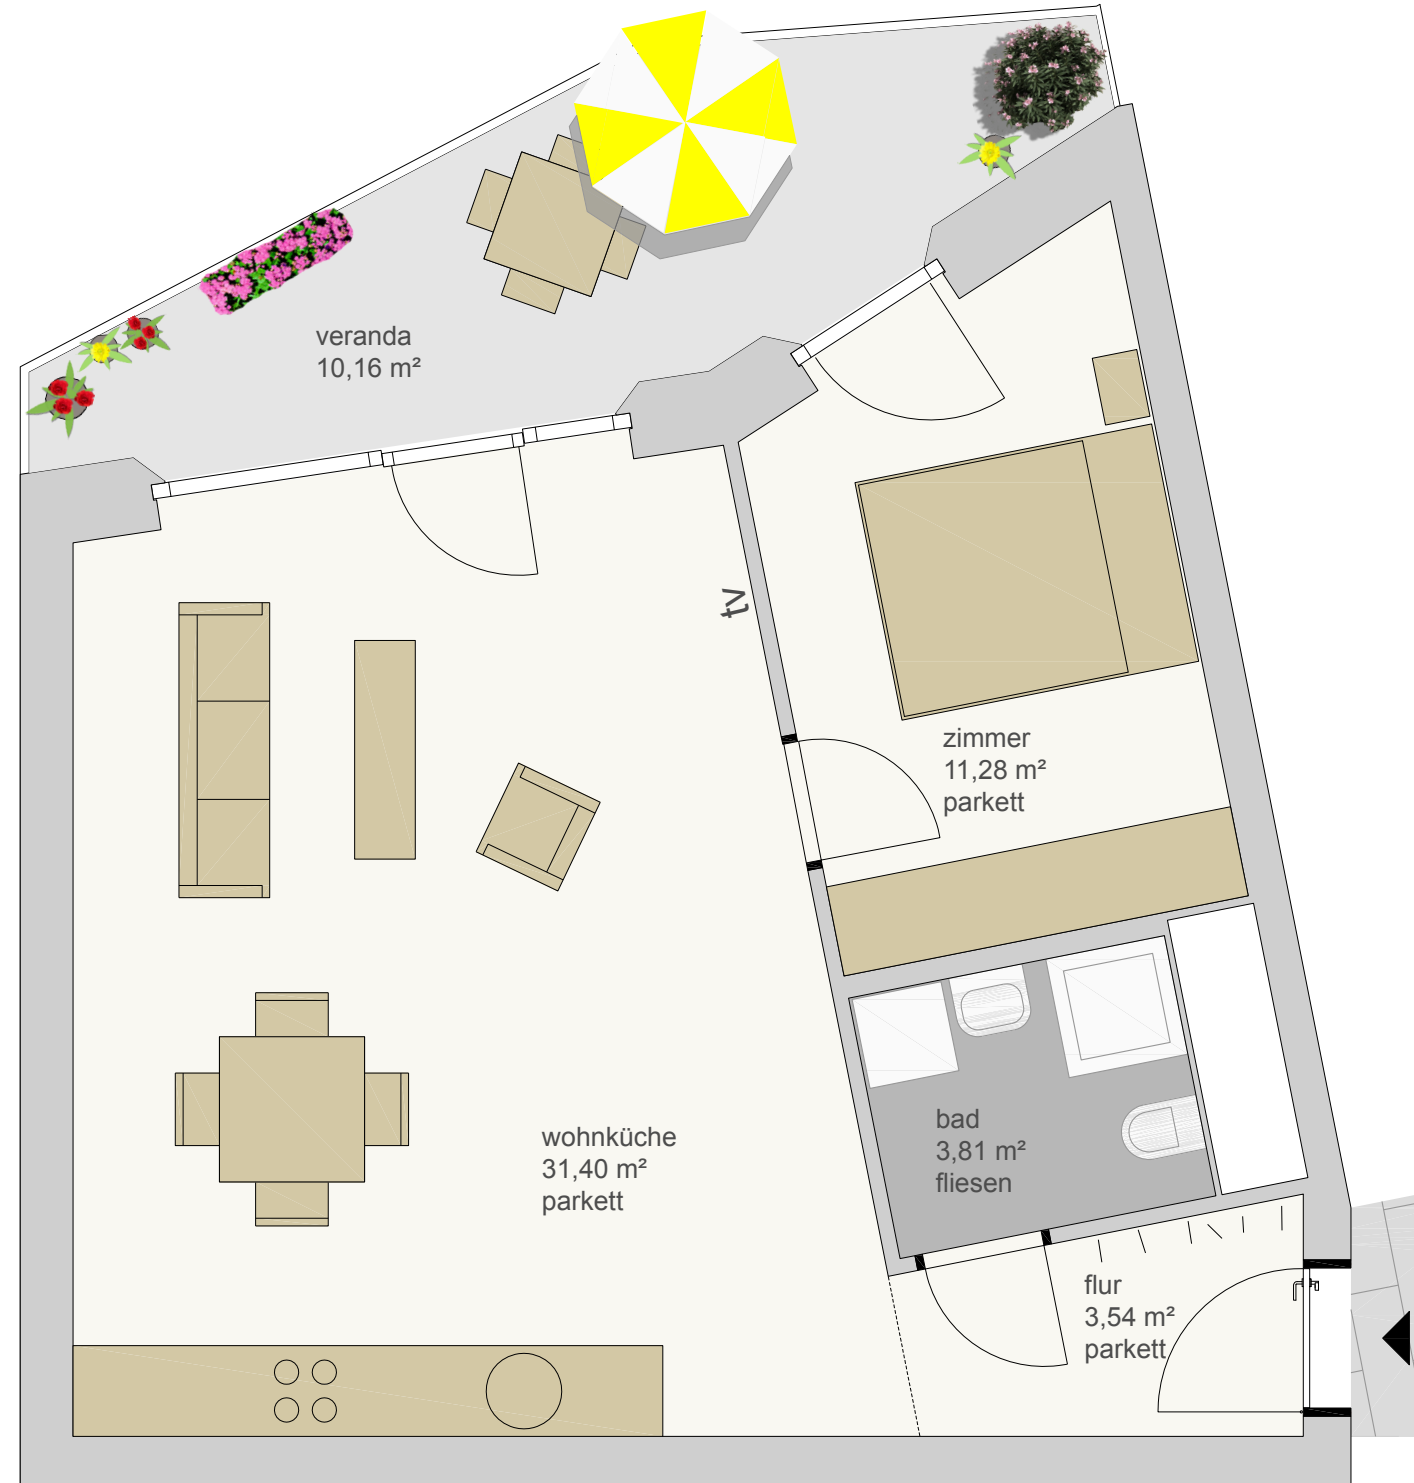 veranda
10,16 m²
tv
zimmer
11,28 m²
parkett
bad
3,81 m²
fliesen
wohnküche
31,40 m²
parkett
flur
3,54 m²
parkett